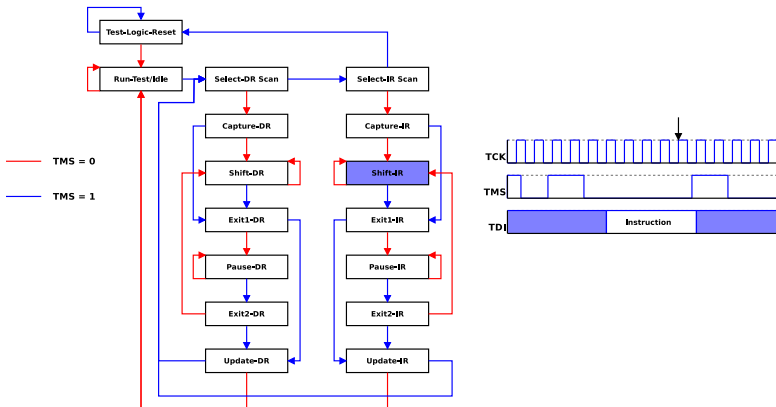 Test-Logic-Reset
Run-Test/Idle
Select-DR Scan
Select-IR Scan
Capture-DR
Capture-IR
TMS = 0
TCK
Shift-DR
Shift-IR
TMS = 1
TMS
Exit1-DR
Exit1-IR
TDI
Instruction
Pause-DR
Pause-IR
Exit2-DR
Exit2-IR
Update-DR
Update-IR